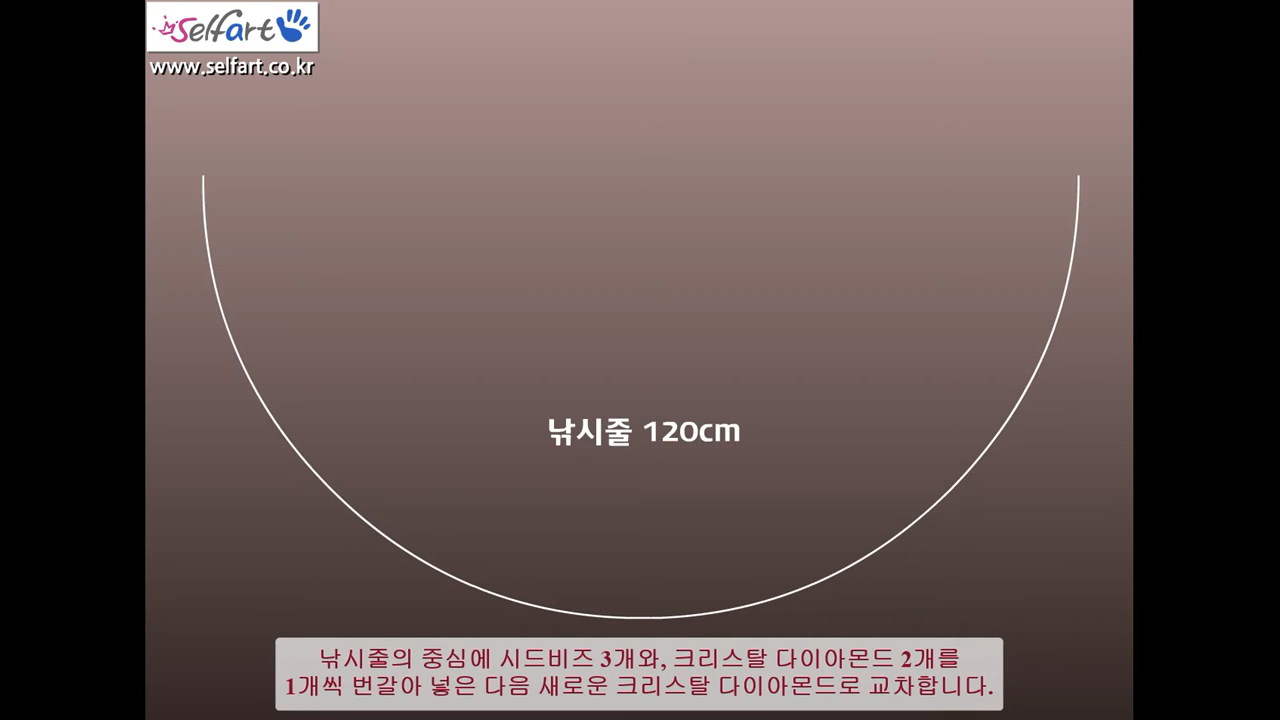 Selfart
www.selfart.co.kr
낚시줄 120cm
낚시줄의 중심에 시드비즈 3개와, 크리스탈 다이아몬드 2개를
1개씩 번갈아 넣은 다음 새로운 크리스탈 다이아몬드로 교차합니다.